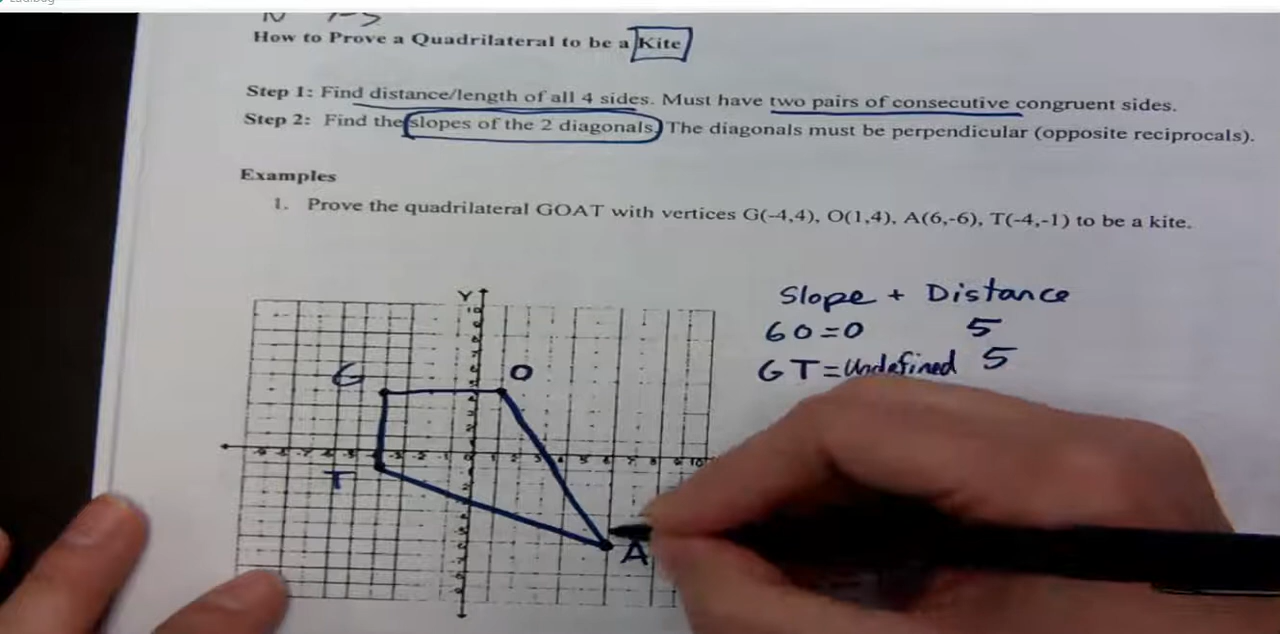 How to Prove a Quadrilateral to be a Kite
Step 1: Find distance/length of all 4 sides. Must have two pairs of consecutive congruent sides.
Step 2: Find the slopes of the 2 diagonals. The diagonals must be perpendicular (opposite reciprocals).
Examples
1. Prove the quadrilateral GOAT with vertices G(-4,4), O(1,4), A(6,-6), T(-4,-1) to be a kite.
Slope + Distance
GO=0 5
GT=Undefined 5
Y
G O
T
A